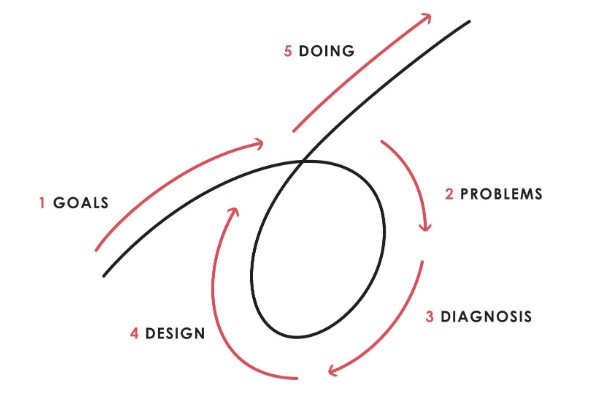 1 GOALS
2 PROBLEMS
3 DIAGNOSIS
4 DESIGN
5 DOING